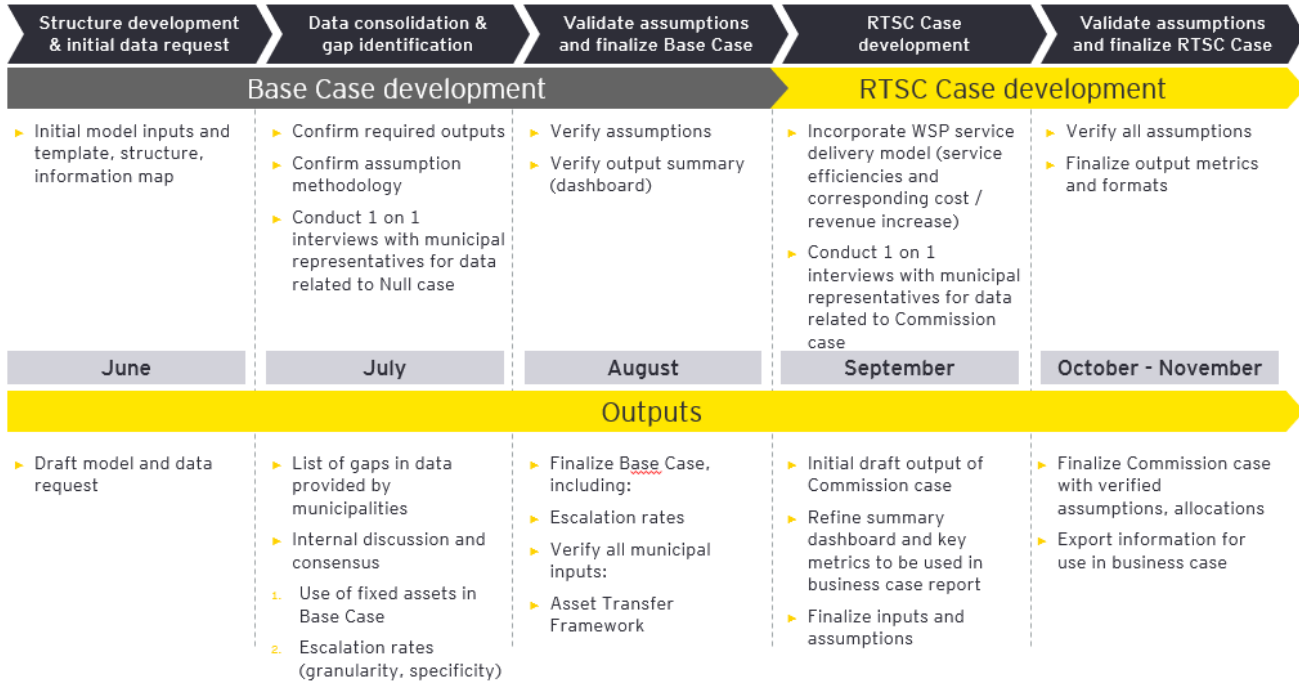 Structure development
& initial data request
Data consolidation &
gap identification
Validate assumptions
and finalize Base Case
RTSC Case
development
Validate assumptions
and finalize RTSC Case
Base Case development
RTSC Case development
► Initial model inputs and
template, structure,
information map
► Confirm required outputs
► Confirm assumption
methodology
► Conduct 1 on 1
interviews with municipal
representatives for data
related to Null case
► Verify assumptions
► Verify output summary
(dashboard)
► Incorporate WSP service
delivery model (service
efficiencies and
corresponding cost /
revenue increase)
► Conduct 1 on 1
interviews with municipal
representatives for data
related to Commission
case
► Verify all assumptions
► Finalize output metrics
and formats
June
July
August
September
October - November
Outputs
► Draft model and data
request
► List of gaps in data
provided by
municipalities
► Internal discussion and
consensus
1. Use of fixed assets in
Base Case
2. Escalation rates
(granularity, specificity)
► Finalize Base Case,
including:
► Escalation rates
► Verify all municipal
inputs:
► Asset Transfer
Framework
► Initial draft output of
Commission case
► Refine summary
dashboard and key
metrics to be used in
business case report
► Finalize inputs and
assumptions
► Finalize Commission case
with verified
assumptions, allocations
► Export information for
use in business case